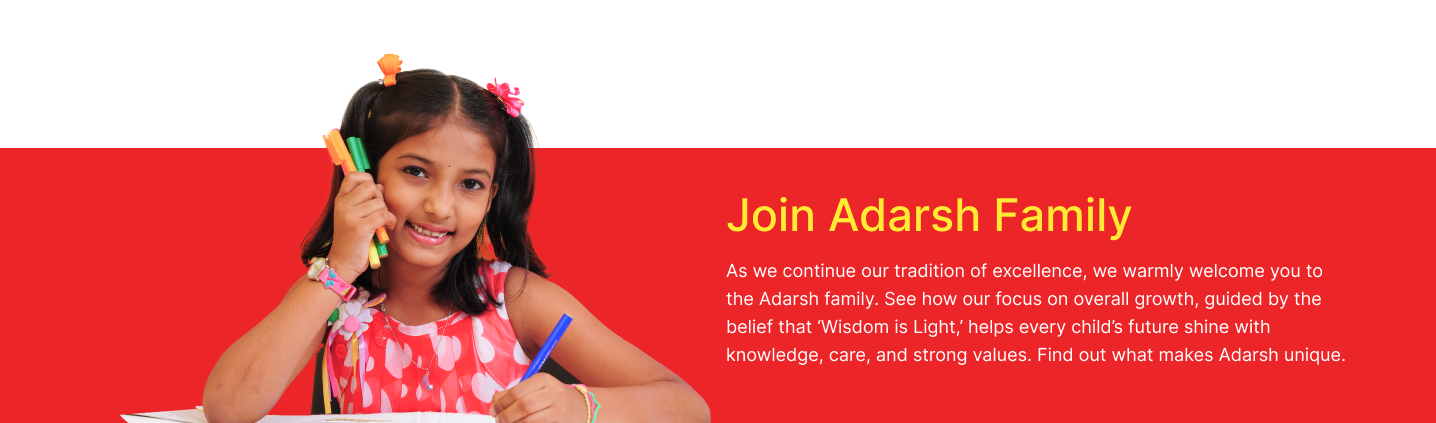 Join Adarsh Family
As we continue our tradition of excellence, we warmly welcome you to
the Adarsh family. See how our focus on overall growth, guided by the
belief that ‘Wisdom is Light,’ helps every child’s future shine with
knowledge, care, and strong values. Find out what makes Adarsh unique.